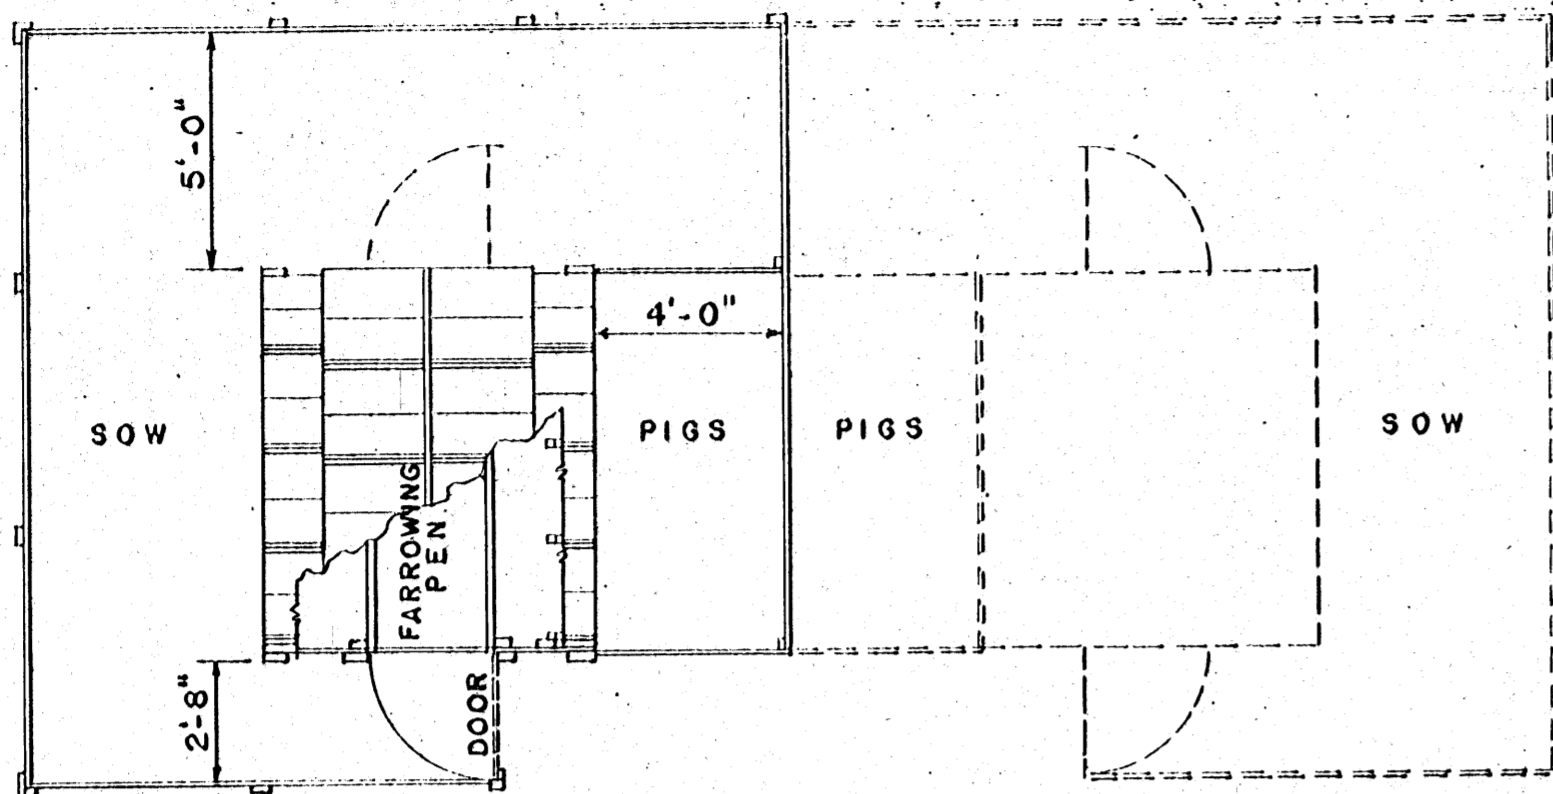 5'-0"
4'-0"
SOW
PIGS
PIGS
SOW
FARROWING
PEN.
DOOR
2'-8"